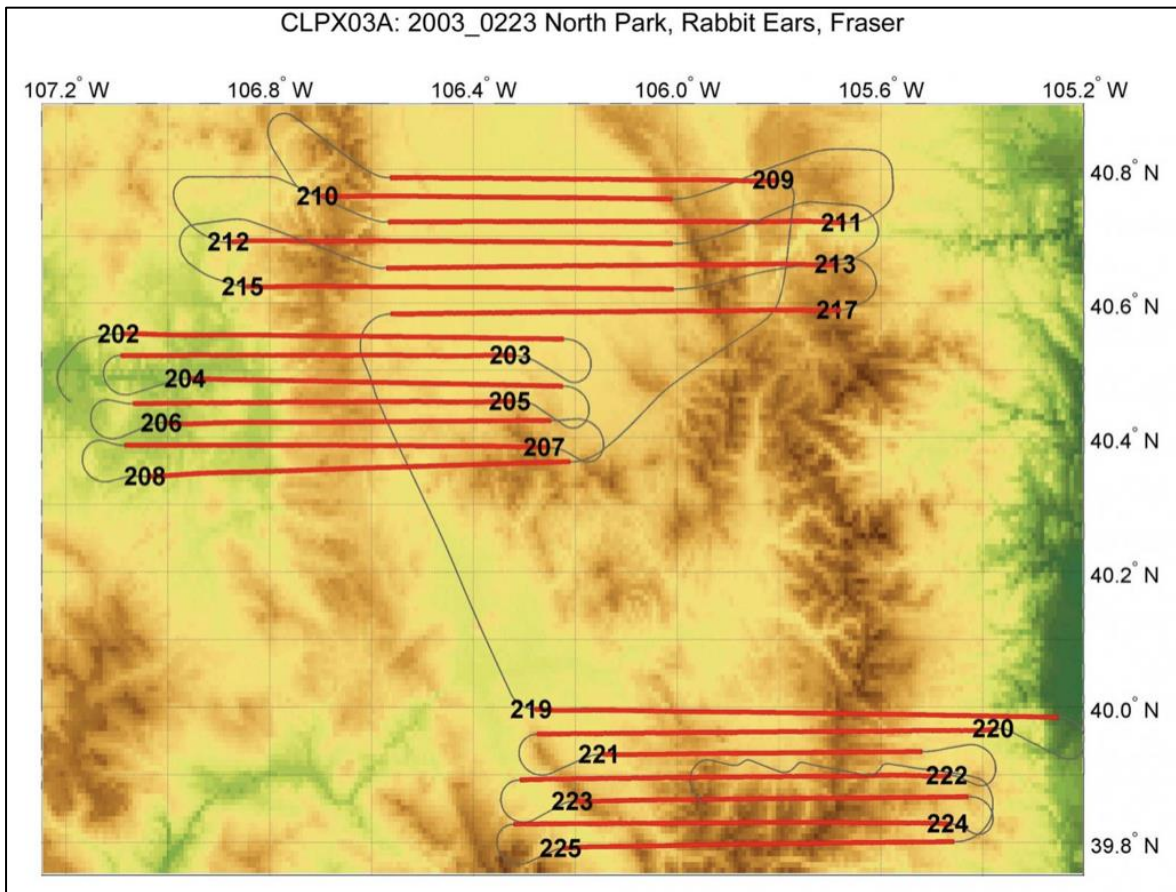 CLPX03A: 2003_0223 North Park, Rabbit Ears, Fraser
107.2° W 106.8° W 106.4° W 106.0° W 105.6° W 105.2° W
40.8° N
209
210
211
212
213
215
40.6° N
217
202
203
204
205
206
40.4° N
207
208
40.2° N
219
40.0° N
220
221
222
223
224
225
39.8° N